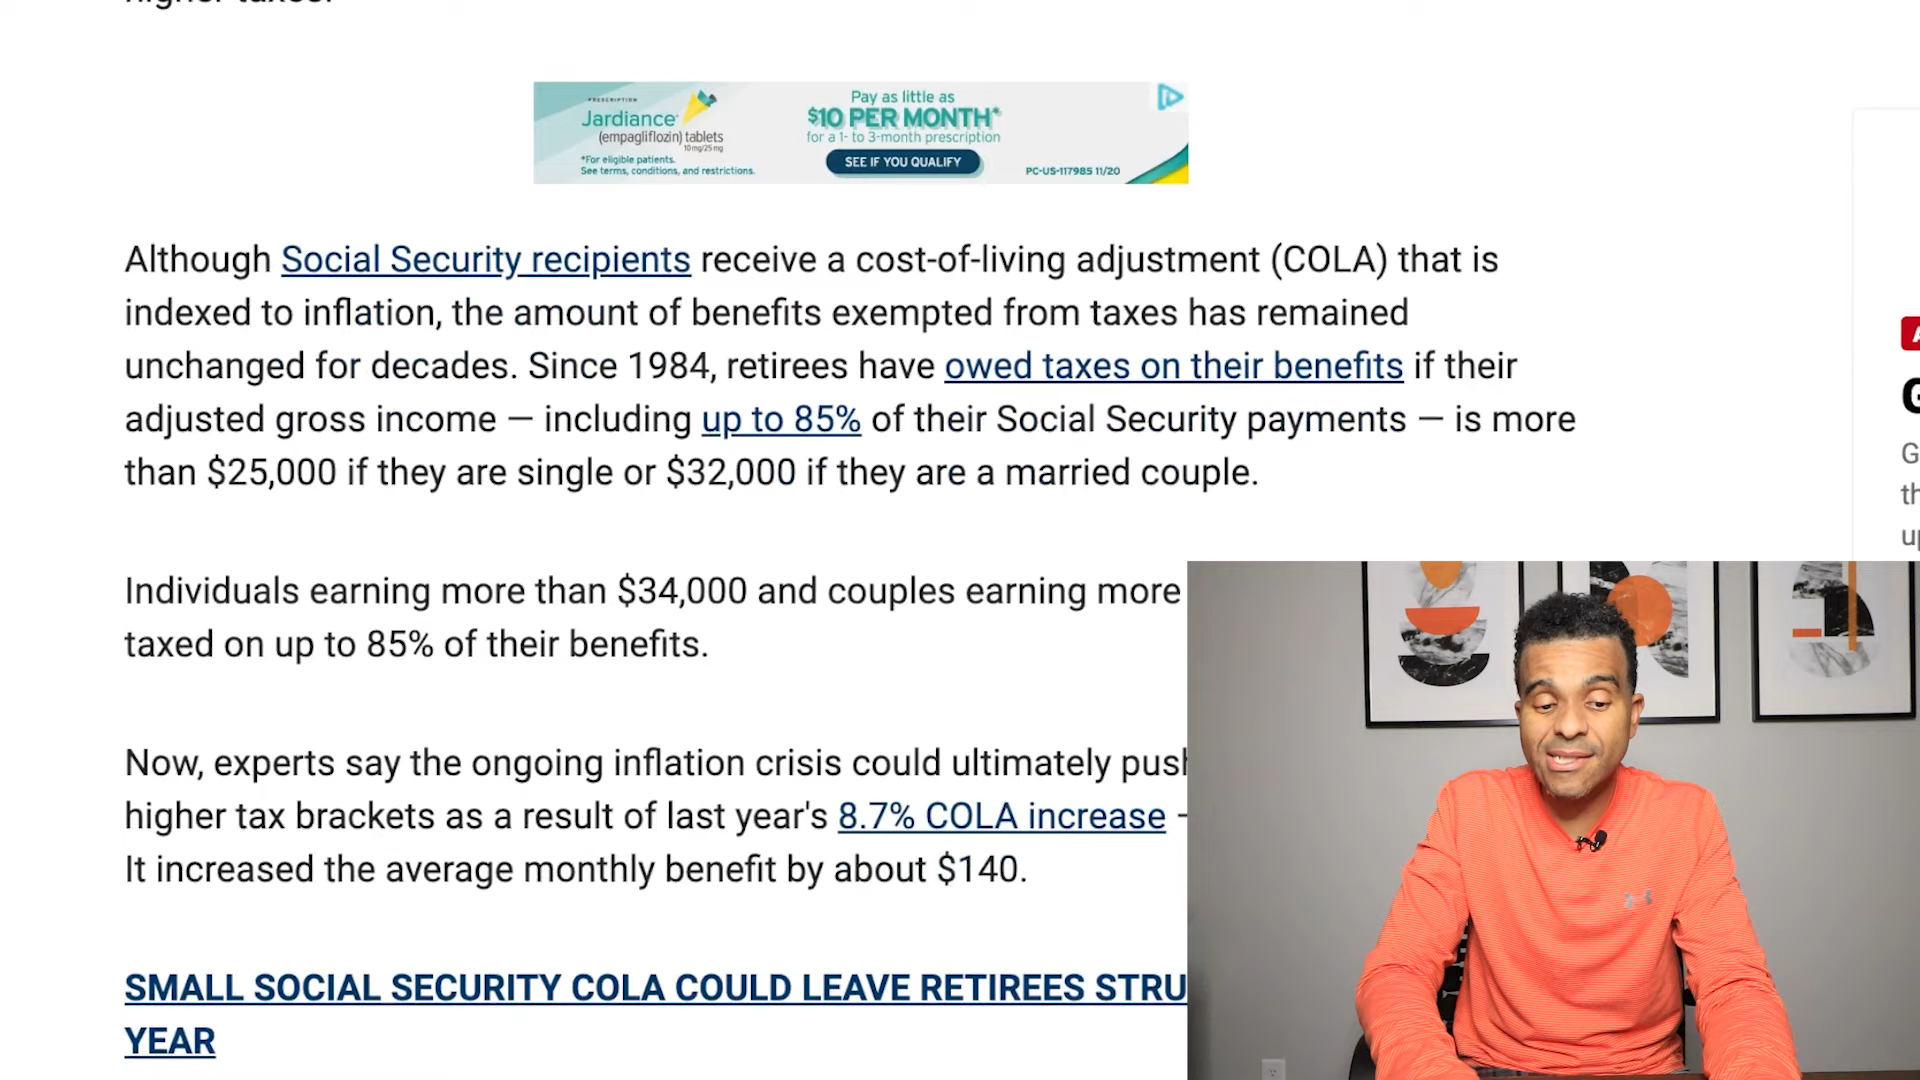 higher taxes.
PRESCRIPTION
Jardiance
(empagliflozin) tablets
10 mg/25 mg
*For eligible patients.
See terms, conditions, and restrictions.
Pay as little as
$10 PER MONTH*
for a 1- to 3-month prescription
SEE IF YOU QUALIFY
PC-US-117985 11/20
Although Social Security recipients receive a cost-of-living adjustment (COLA) that is
indexed to inflation, the amount of benefits exempted from taxes has remained
unchanged for decades. Since 1984, retirees have owed taxes on their benefits if their
adjusted gross income — including up to 85% of their Social Security payments — is more
than $25,000 if they are single or $32,000 if they are a married couple.
Individuals earning more than $34,000 and couples earning more
taxed on up to 85% of their benefits.
Now, experts say the ongoing inflation crisis could ultimately push
higher tax brackets as a result of last year's 8.7% COLA increase -
It increased the average monthly benefit by about $140.
SMALL SOCIAL SECURITY COLA COULD LEAVE RETIREES STRU
YEAR